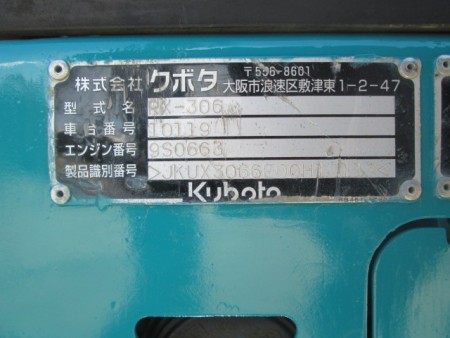 〒556-8601
株式会社 クボタ 大阪市浪速区敷津東1-2-47
型式名 RX-306
車台番号 10119
エンジン番号 9S0663
製品識別番号
Kubota